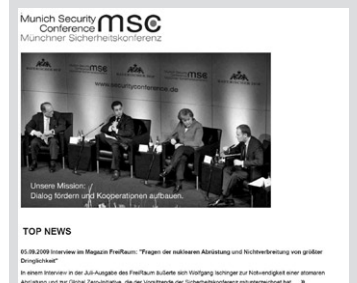 Munich Security
Conference
msc
Münchner Sicherheitskonferenz
msc
www.securityconference.de
Unsere Mission:
Dialog fördern und Kooperationen aufbauen.
TOP NEWS
05.09.2009 Interview im Magazin FreiRaum: "Fragen der nuklearen Abrüstung und Nichtverbreitung von größter
Dringlichkeit"
In einem Interview in der Juli-Ausgabe des FreiRaum äußerte sich Wolfgang Ischinger zur Notwendigkeit einer atomaren
Abrüstung und zur Global Zero-Initiative, die der Vorsitzende der Sicherheitskonferenz mitunterzeichnet hat.